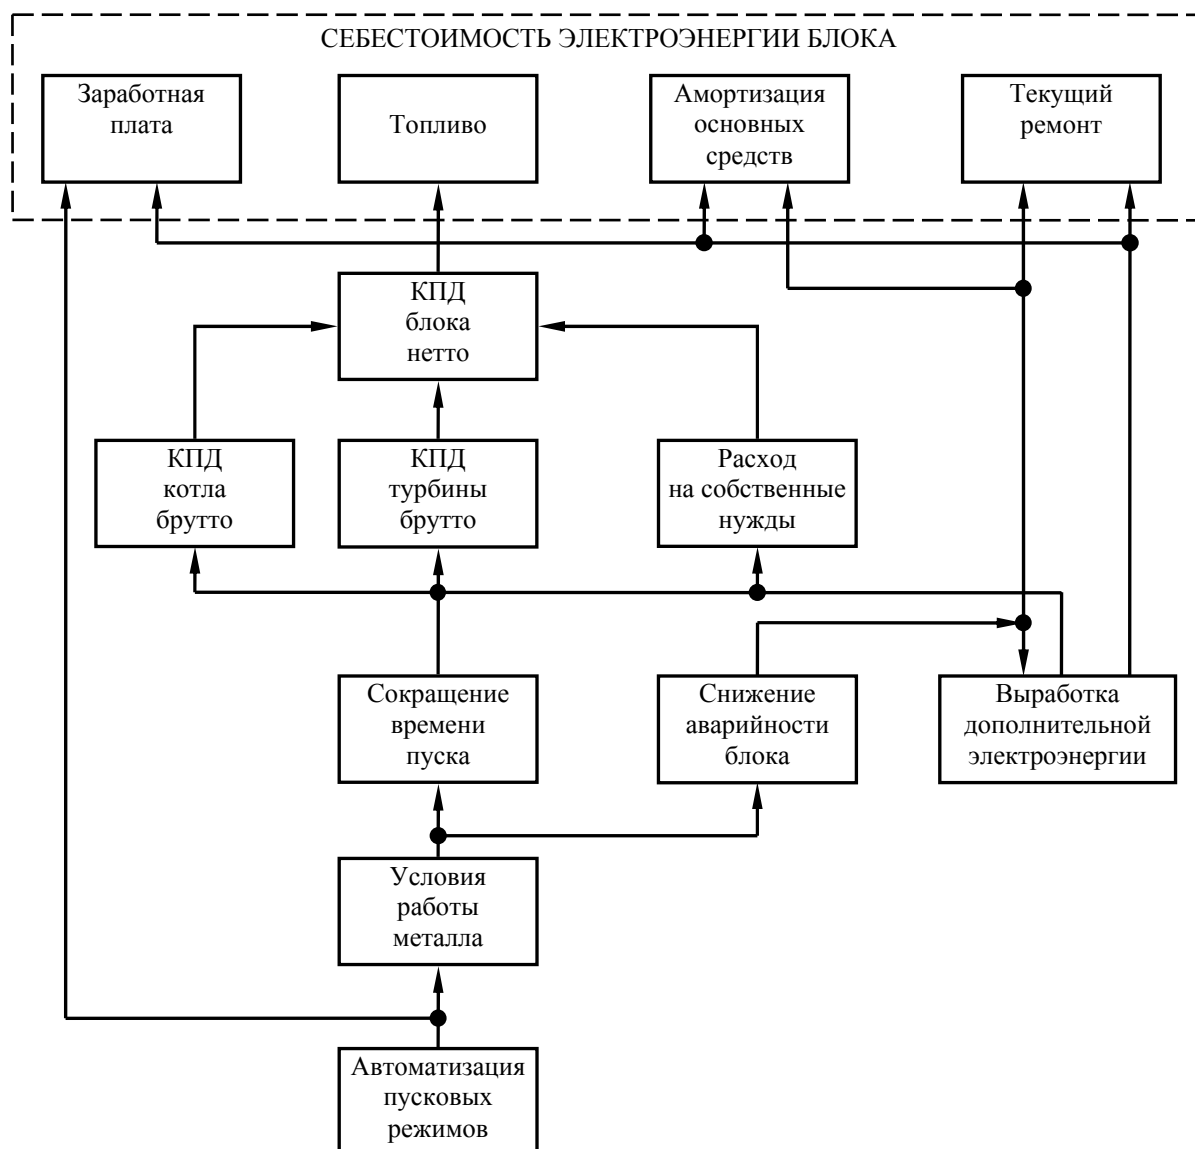 СЕБЕСТОИМОСТЬ ЭЛЕКТРОЭНЕРГИИ БЛОКА
Заработная
плата
Топливо
Амортизация
основных
средств
Текущий
ремонт
КПД
блока
нетто
КПД
котла
брутто
КПД
турбины
брутто
Расход
на собственные
нужды
Сокращение
времени
пуска
Снижение
аварийности
блока
Выработка
дополнительной
электроэнергии
Условия
работы
металла
Автоматизация
пусковых
режимов